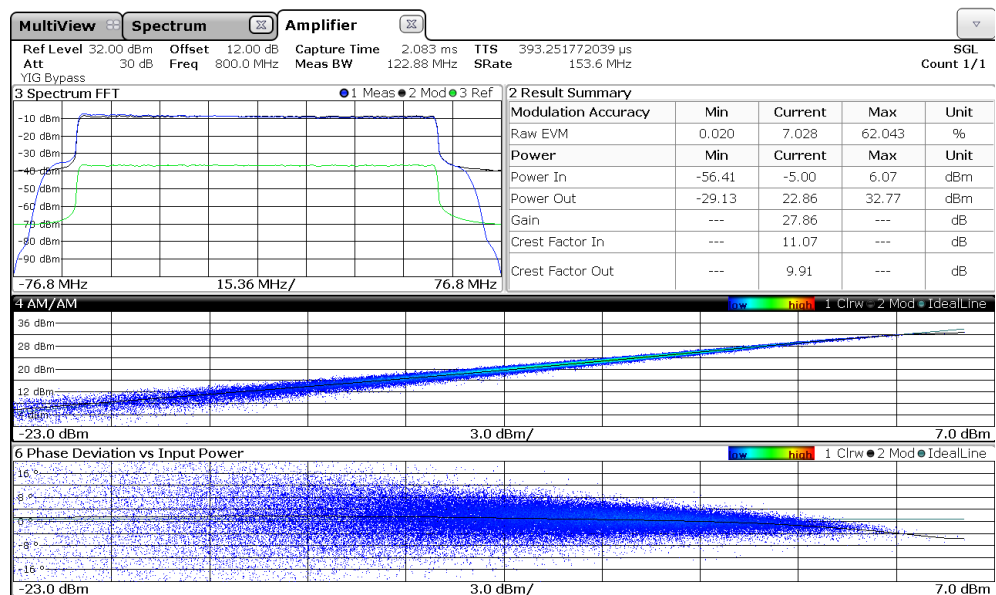 MultiView Spectrum Amplifier
Ref Level 32.00 dBm Offset 12.00 dB Capture Time 2.083 ms TTS 393.251772039 µs SGL
Att 30 dB Freq 800.0 MHz Meas BW 122.88 MHz SRate 153.6 MHz Count 1/1
YIG Bypass
3 Spectrum FFT 1 Meas 2 Mod 3 Ref
-10 dBm
-20 dBm
-30 dBm
-40 dBm
-50 dBm
-60 dBm
-70 dBm
-80 dBm
-90 dBm
-76.8 MHz 15.36 MHz/ 76.8 MHz
2 Result Summary
Modulation Accuracy Min Current Max Unit
Raw EVM 0.020 7.028 62.043 %
Power Min Current Max Unit
Power In -56.41 -5.00 6.07 dBm
Power Out -29.13 22.86 32.77 dBm
Gain --- 27.86 --- dB
Crest Factor In --- 11.07 --- dB
Crest Factor Out --- 9.91 --- dB
4 AM/AM low high 1 Clrw 2 Mod IdealLine
36 dBm
28 dBm
20 dBm
12 dBm
-23.0 dBm 3.0 dBm/ 7.0 dBm
6 Phase Deviation vs Input Power low high 1 Clrw 2 Mod IdealLine
16 °
8 °
0 °
-8 °
-16 °
-23.0 dBm 3.0 dBm/ 7.0 dBm